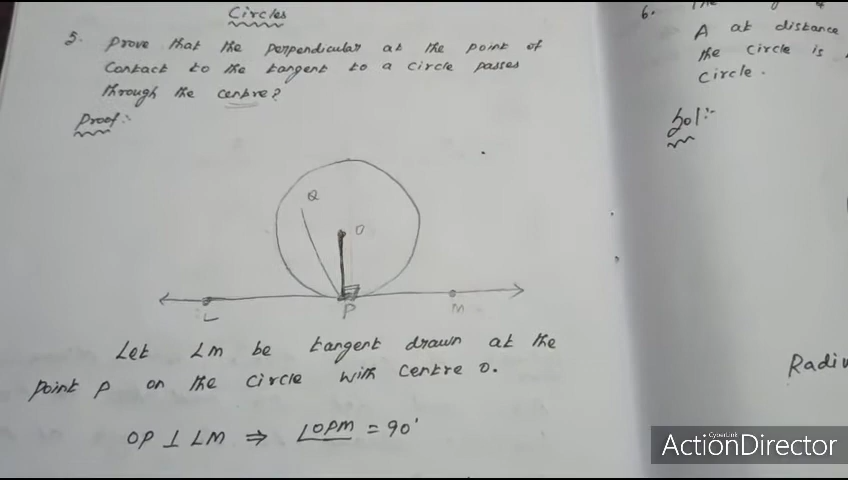 Circles
5. Prove that the perpendicular at the point of
contact to the tangent to a circle passes
through the centre?
Proof:-
Q
O
L
P
M
Let LM be tangent drawn at the
point P on the circle with centre O.
OP ⊥ LM ⇒ ∠OPM = 90°
6.
A at distance
the circle is
circle.
Sol:-
Radiu
CyberLink
ActionDirector